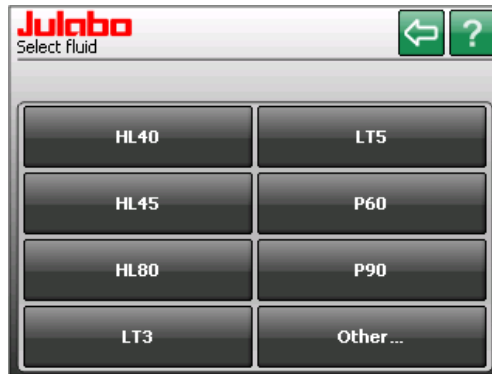 Julabo
Select fluid
?
HL40 LT5
HL45 P60
HL80 P90
LT3 Other...